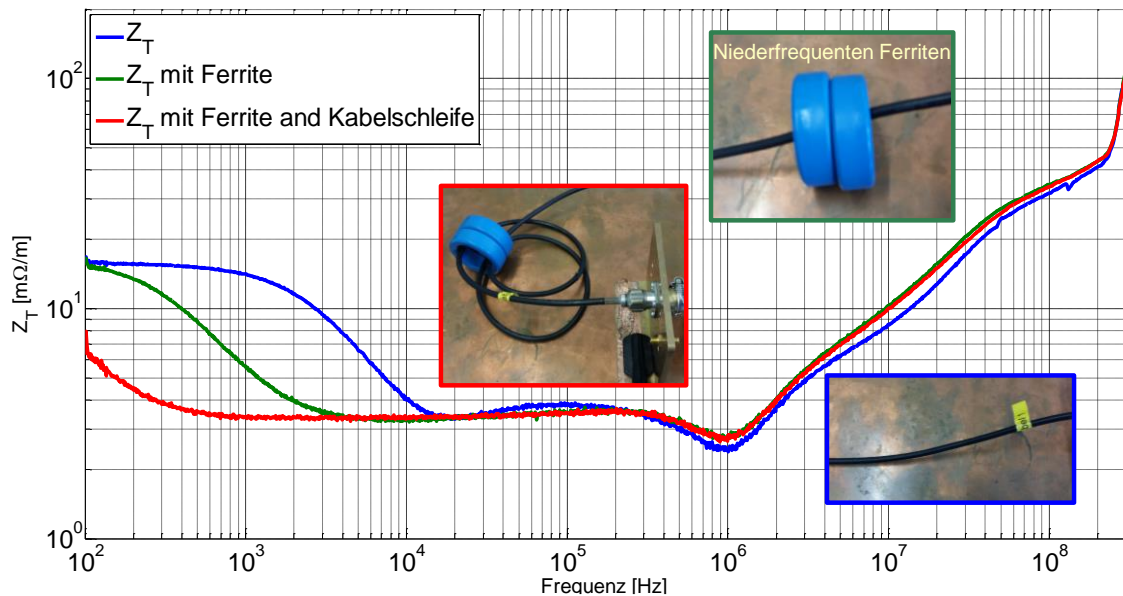 Z_T
Z_T mit Ferrite
Z_T mit Ferrite and Kabelschleife
Niederfrequenten Ferriten
Z_T [mΩ/m]
10^2
10^1
10^0
10^2 10^3 10^4 10^5 10^6 10^7 10^8
Frequenz [Hz]